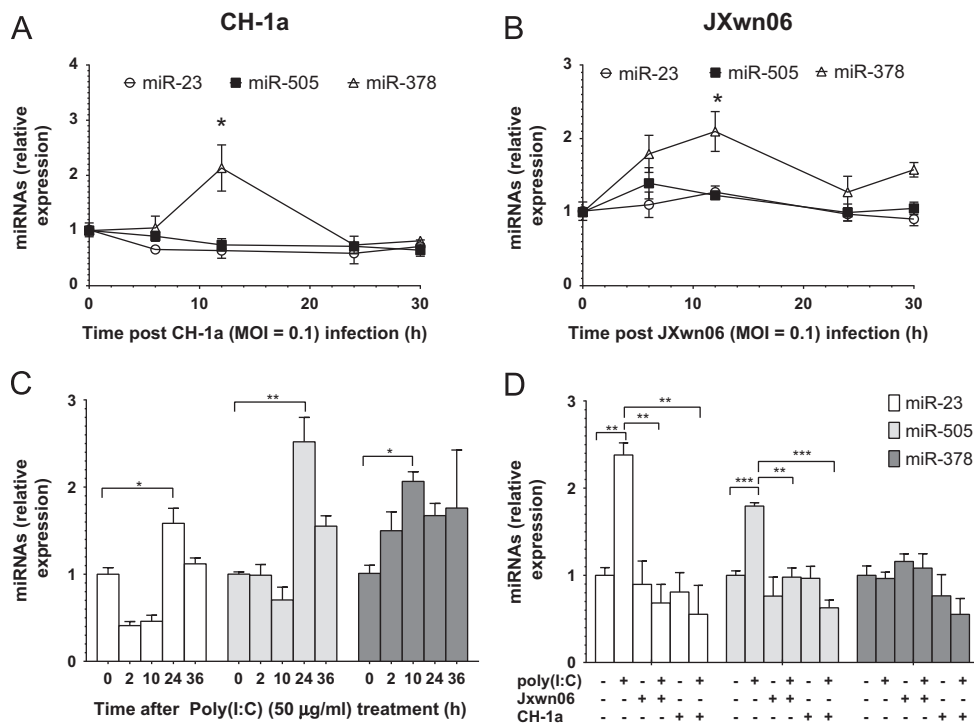 A
CH-1a
miRNAs (relative expression)
4
3
2
1
0
miR-23
miR-505
miR-378
*
0 10 20 30
Time post CH-1a (MOI = 0.1) infection (h)
B
JXwn06
miRNAs (relative expression)
3
2
1
0
miR-23
miR-505
miR-378
*
0 10 20 30
Time post JXwn06 (MOI = 0.1) infection (h)
C
miRNAs (relative expression)
3
2
1
0
*
**
*
0 2 10 24 36 0 2 10 24 36 0 2 10 24 36
Time after Poly(I:C) (50 µg/ml) treatment (h)
D
miRNAs (relative expression)
3
2
1
0
miR-23
miR-505
miR-378
**
**
**
***
**
***
poly(I:C) - + - + - + - + - + - + - + - + - +
Jxwn06 - - + + - - - - + + - - - - + + - -
CH-1a - - - - + + - - - - + + - - - - + +